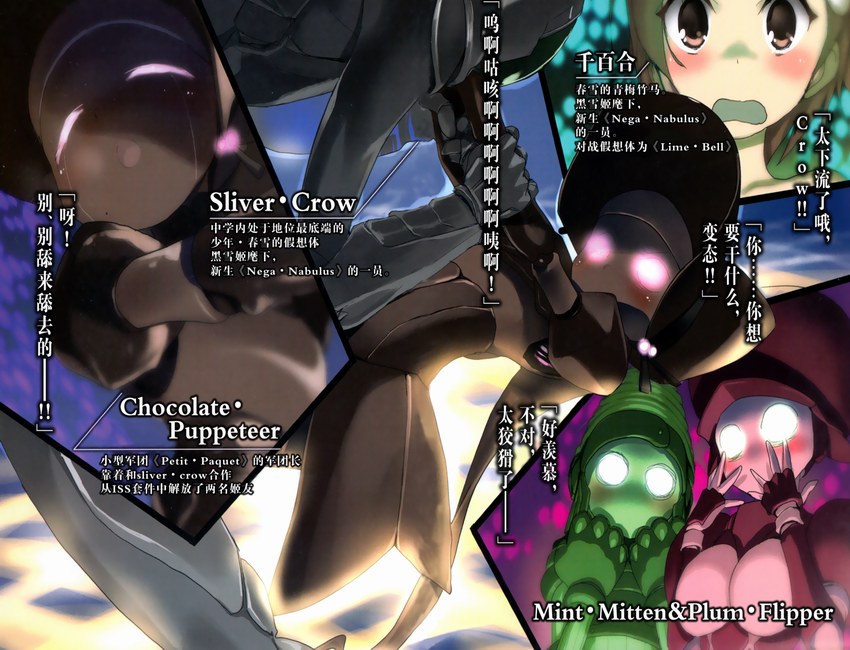 「太下流了哦，
Crow!!」
千百合
春雪的青梅竹马。
黑雪姬麾下，
新生《Nega・Nabulus》
的一员。
对战假想体为《Lime・Bell》
「你……你想
要干什么，
变态!!」
「呜啊咕咳啊啊啊啊啊啊啊咦啊！」
Sliver・Crow
中学内处于地位最底端的
少年・春雪的假想体
黑雪姬麾下，
新生《Nega・Nabulus》的一员。
「呀！
别、别舔来舔去的——!!」
Chocolate・
Puppeteer
小型军团《Petit・Paquet》的军团长
靠着和sliver・crow合作
从ISS套件中解放了两名姬友
「好羡慕，
不对，
太狡猾了——」
Mint・Mitten&Plum・Flipper